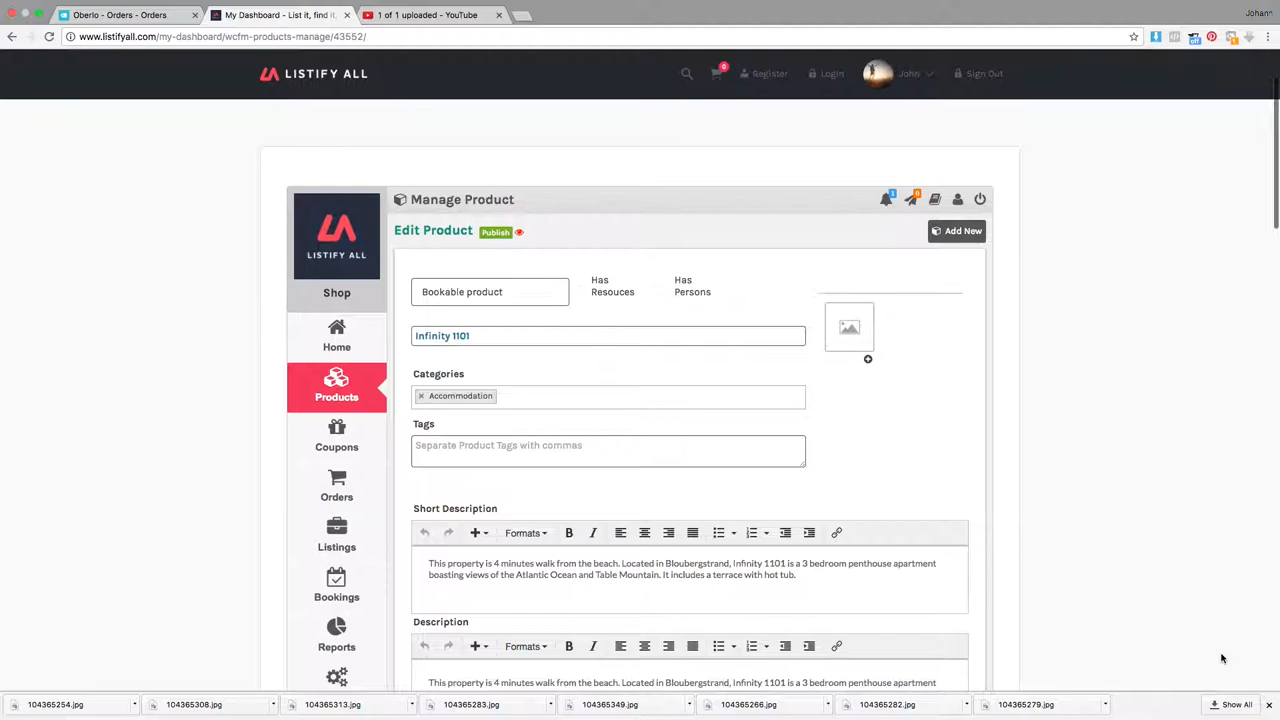 Oberlo - Orders - Orders
My Dashboard - List it, find it,
1 of 1 uploaded - YouTube
Johann
www.listifyall.com/my-dashboard/wcfm-products-manage/43552/
off
LISTIFY ALL
0
Register
Login
John
Sign Out
LISTIFY ALL
Shop
Home
Products
Coupons
Orders
Listings
Bookings
Reports
Manage Product
1
0
Edit Product
Publish
Add New
Bookable product
Has
Resouces
Has
Persons
Infinity 1101
Categories
× Accommodation
Tags
Separate Product Tags with commas
Short Description
Formats
B
I
This property is 4 minutes walk from the beach. Located in Bloubergstrand, Infinity 1101 is a 3 bedroom penthouse apartment
boasting views of the Atlantic Ocean and Table Mountain. It includes a terrace with hot tub.
Description
Formats
B
I
This property is 4 minutes walk from the beach. Located in Bloubergstrand, Infinity 1101 is a 3 bedroom penthouse apartment
104365254.jpg
104365308.jpg
104365313.jpg
104365283.jpg
104365349.jpg
104365266.jpg
104365282.jpg
104365279.jpg
Show All